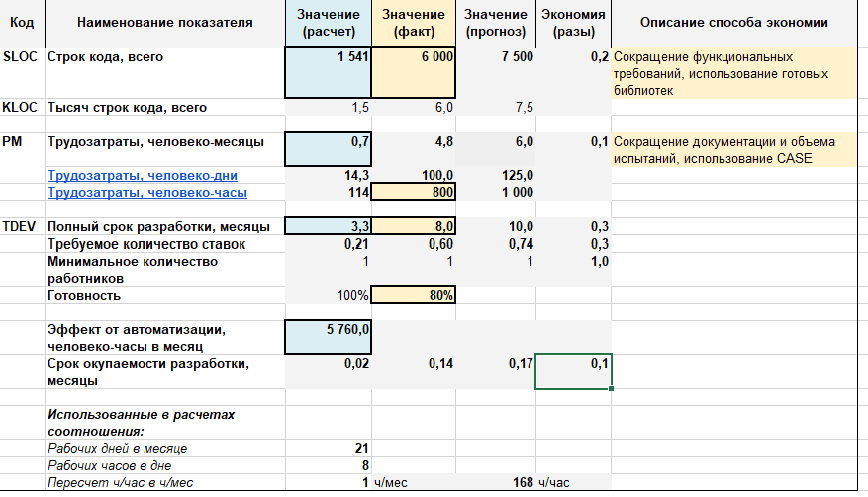 Код Наименование показателя Значение (расчет) Значение (факт) Значение (прогноз) Экономия (разы) Описание способа экономии
SLOC Строк кода, всего 1 541 6 000 7 500 0,2 Сокращение функциональных
требований, использование готовых
библиотек
KLOC Тысяч строк кода, всего 1,5 6,0 7,5
PM Трудозатраты, человеко-месяцы 0,7 4,8 6,0 0,1 Сокращение документации и объема
испытаний, использование CASE
Трудозатраты, человеко-дни 14,3 100,0 125,0
Трудозатраты, человеко-часы 114 800 1 000
TDEV Полный срок разработки, месяцы 3,3 8,0 10,0 0,3
Требуемое количество ставок 0,21 0,60 0,74 0,3
Минимальное количество 1 1 1 1,0
работников
Готовность 100% 80%
Эффект от автоматизации, 5 760,0
человеко-часы в месяц
Срок окупаемости разработки, 0,02 0,14 0,17 0,1
месяцы
Использованные в расчетах
соотношения:
Рабочих дней в месяце 21
Рабочих часов в дне 8
Пересчет ч/час в ч/мес 1 ч/мес 168 ч/час